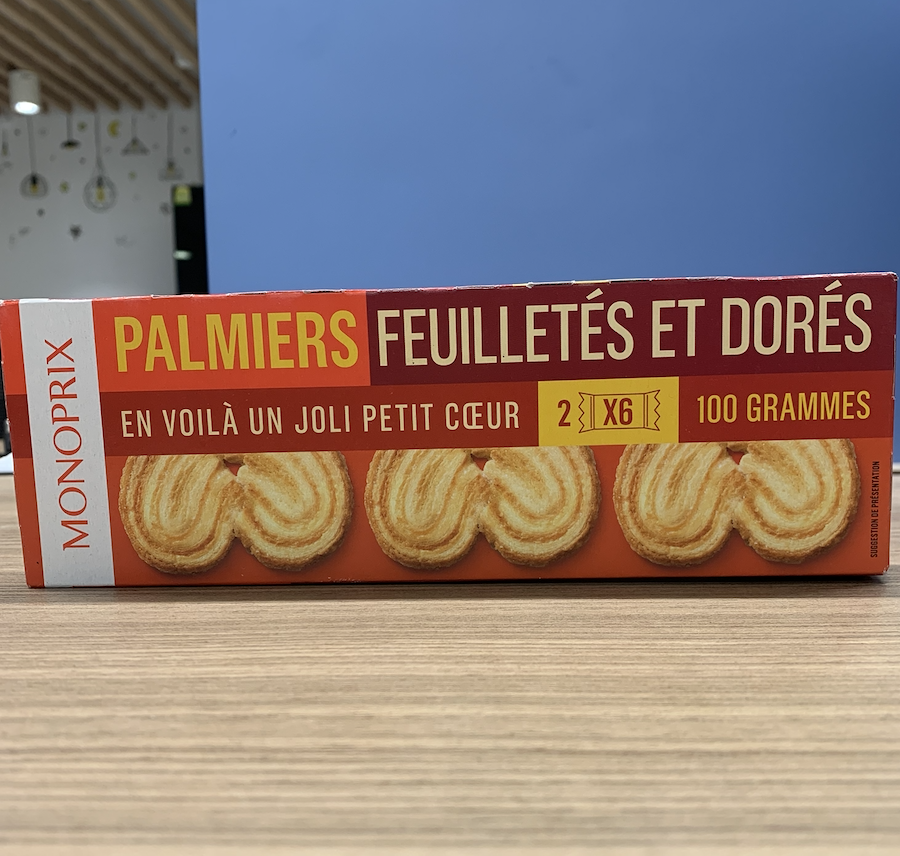 MONOPRIX
PALMIERS FEUILLETÉS ET DORÉS
EN VOILÀ UN JOLI PETIT CŒUR 2 X6 100 GRAMMES
SUGGESTION DE PRÉSENTATION